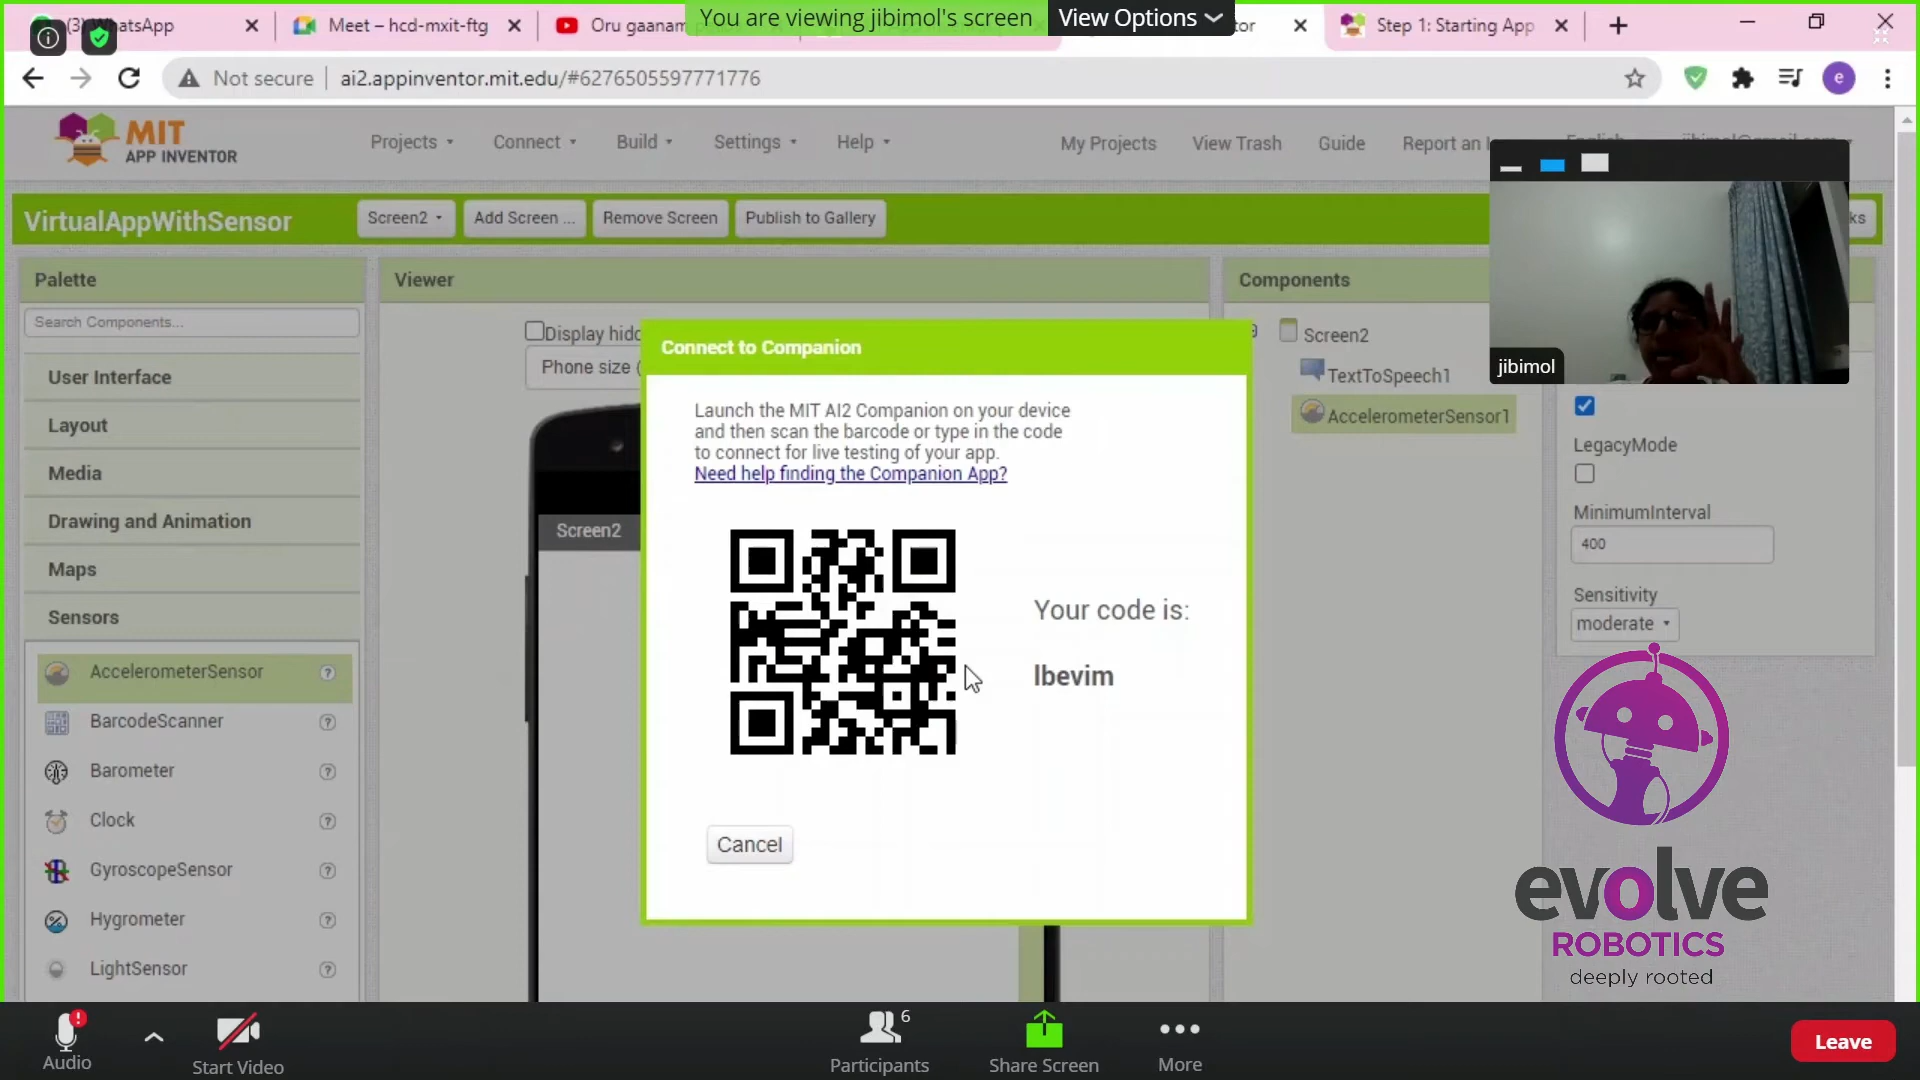 You are viewing jibimol's screen
View Options
Meet – hcd-mxit-ftg
Oru gaanam
tor
Step 1: Starting App
Not secure
ai2.appinventor.mit.edu/#6276505597771776
e
MIT
APP INVENTOR
Projects
Connect
Build
Settings
Help
My Projects
View Trash
Guide
Report an
VirtualAppWithSensor
Screen2
Add Screen ...
Remove Screen
Publish to Gallery
ks
Palette
Viewer
Components
Search Components...
User Interface
Layout
Media
Drawing and Animation
Maps
Sensors
AccelerometerSensor
BarcodeScanner
Barometer
Clock
GyroscopeSensor
Hygrometer
LightSensor
Phone size (
Screen2
Connect to Companion
Launch the MIT AI2 Companion on your device
and then scan the barcode or type in the code
to connect for live testing of your app.
Need help finding the Companion App?
Your code is:
lbevim
Cancel
Screen2
TextToSpeech1
AccelerometerSensor1
jibimol
LegacyMode
MinimumInterval
400
Sensitivity
moderate
evolve
ROBOTICS
deeply rooted
Audio
Start Video
Participants
6
Share Screen
More
Leave